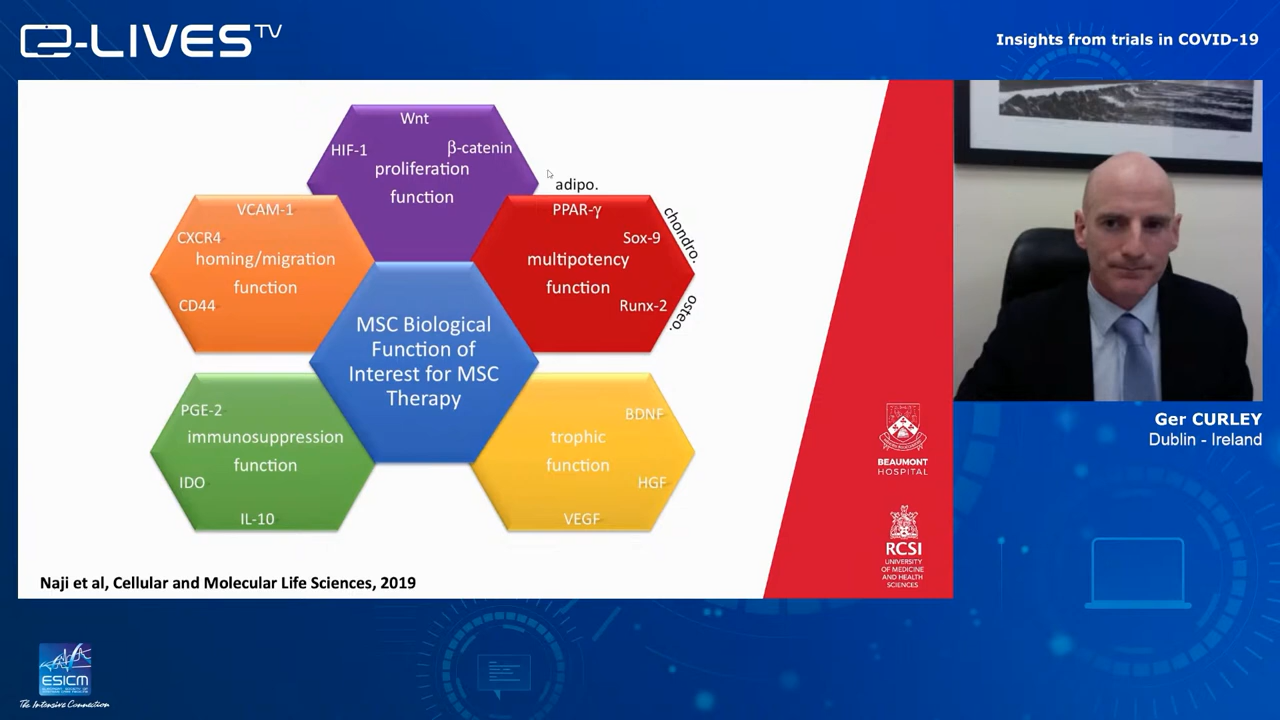 e-LIVES TV
Insights from trials in COVID-19
Wnt
HIF-1
β-catenin
proliferation
function
adipo.
VCAM-1
CXCR4
homing/migration
function
CD44
PPAR-γ
Sox-9
chondro.
multipotency
function
Runx-2
osteo.
MSC Biological
Function of
Interest for MSC
Therapy
PGE-2
immunosuppression
function
IDO
IL-10
BDNF
trophic
function
HGF
VEGF
BEAUMONT
HOSPITAL
RCSI
UNIVERSITY
OF MEDICINE
AND HEALTH
SCIENCES
Naji et al, Cellular and Molecular Life Sciences, 2019
Ger CURLEY
Dublin - Ireland
ESICM
The Intensive Connection